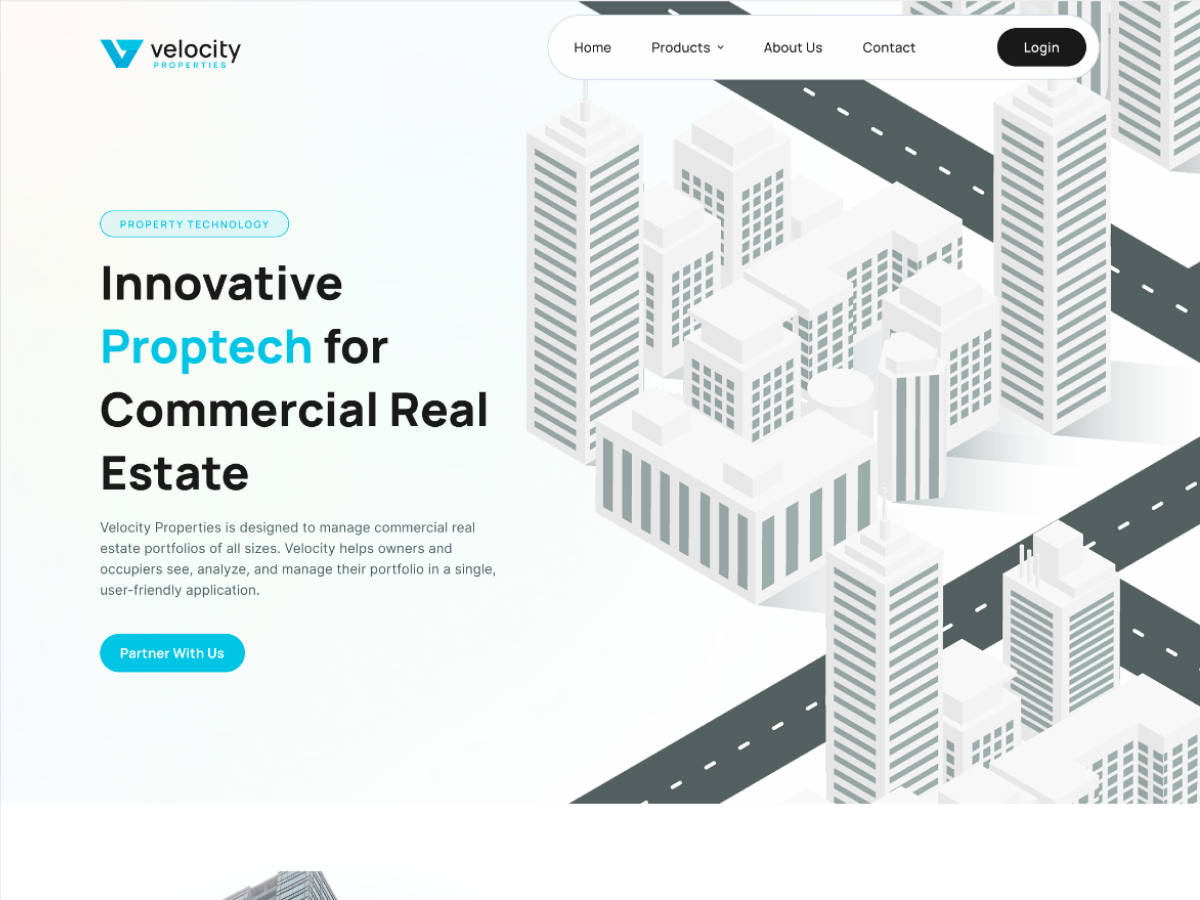 velocity
PROPERTIES
Home
Products
About Us
Contact
Login
PROPERTY TECHNOLOGY
Innovative
Proptech for
Commercial Real
Estate
Velocity Properties is designed to manage commercial real
estate portfolios of all sizes. Velocity helps owners and
occupiers see, analyze, and manage their portfolio in a single,
user-friendly application.
Partner With Us